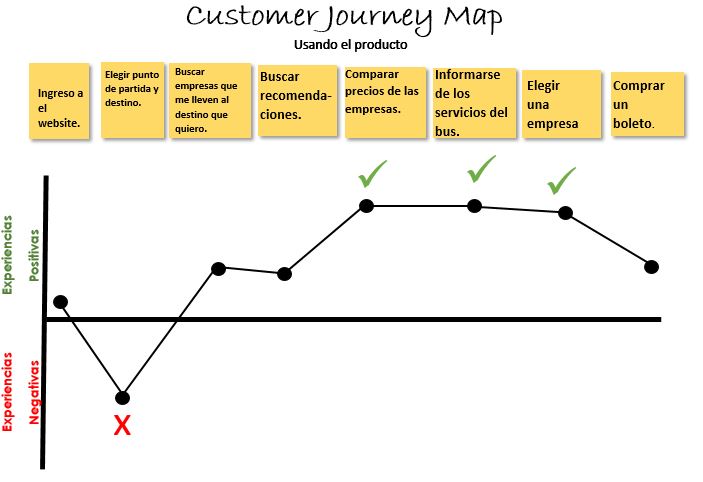 Customer Journey Map
Usando el producto
Ingreso a
el
website.
Elegir punto
de partida y
destino.
Buscar
empresas que
me lleven al
destino que
quiero.
Buscar
recomenda-
ciones.
Comparar
precios de las
empresas.
Informarse
de los
servicios del
bus.
Elegir
una
empresa
Comprar
un
boleto.
Experiencias
Positivas
Experiencias
Negativas
X